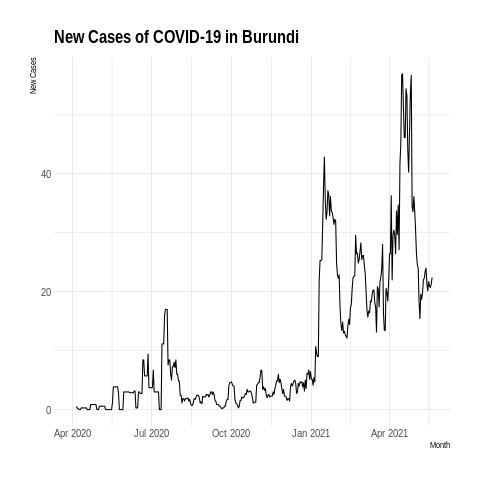 New Cases of COVID-19 in Burundi
New Cases
40
20
0
Apr 2020
Jul 2020
Oct 2020
Jan 2021
Apr 2021
Month